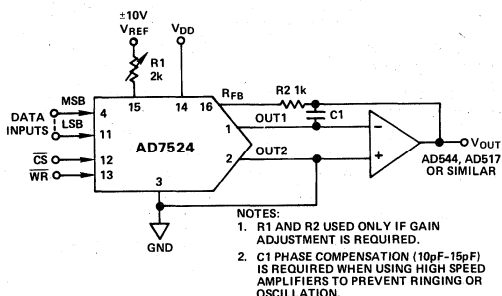 ±10V
VREF
VDD
R1
2k
RFB
R2 1k
C1
15
14
16
MSB
4
DATA
INPUTS
LSB
11
OUT1
1
AD7524
OUT2
2
CS
12
WR
13
3
−
+
VOUT
AD544, AD517
OR SIMILAR
GND
NOTES:
1. R1 AND R2 USED ONLY IF GAIN
ADJUSTMENT IS REQUIRED.
2. C1 PHASE COMPENSATION (10pF-15pF)
IS REQUIRED WHEN USING HIGH SPEED
AMPLIFIERS TO PREVENT RINGING OR
OSCILLATION.